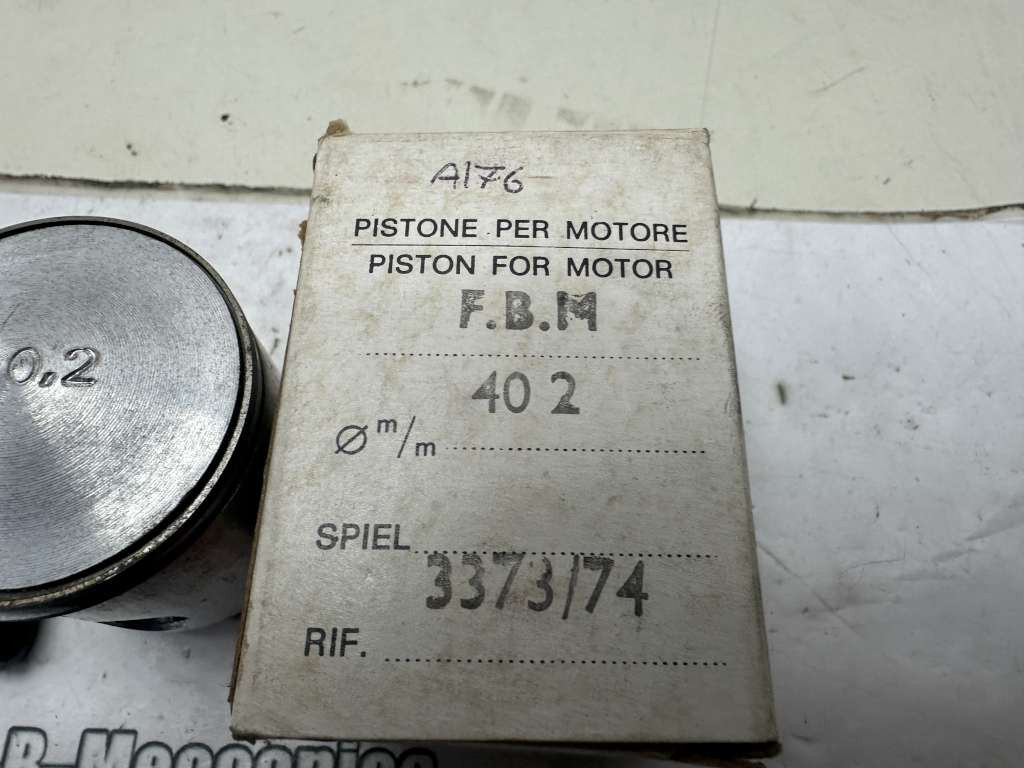 A176
PISTONE PER MOTORE
PISTON FOR MOTOR
F.B.M
40 2
Ø m/m
SPIEL
3373/74
RIF.
0.2